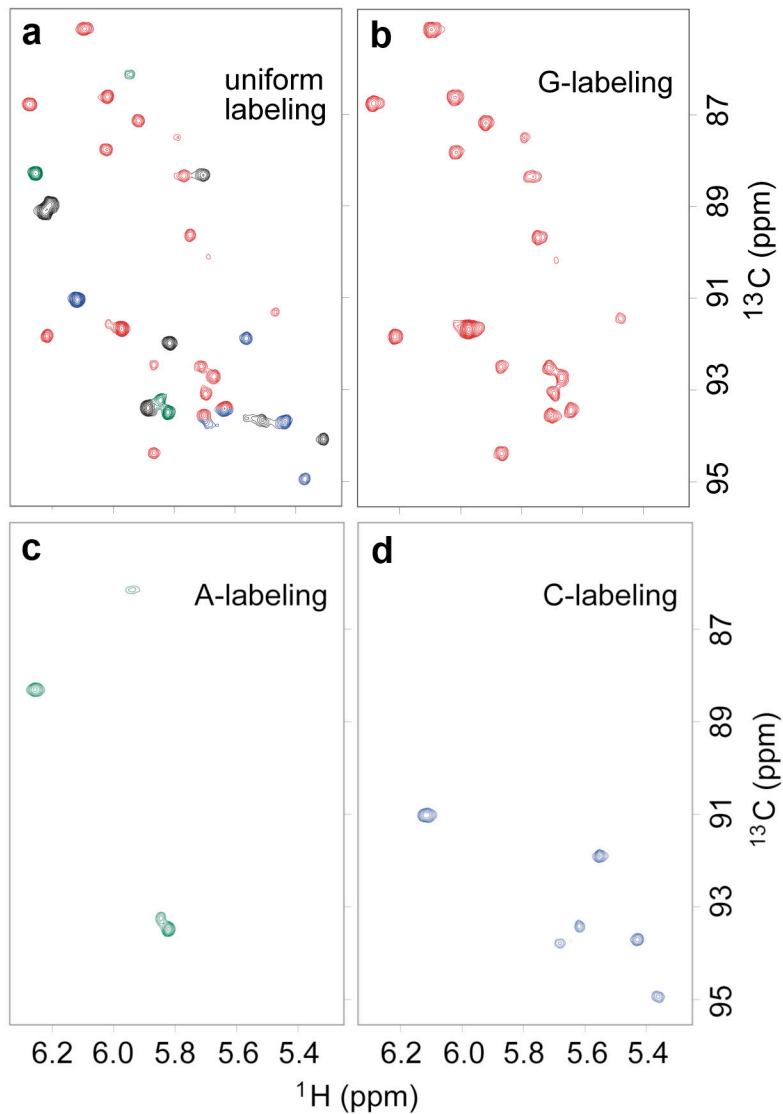 a
uniform
labeling
b
G-labeling
87
89
91
93
95
13C (ppm)
c
A-labeling
d
C-labeling
87
89
91
93
95
13C (ppm)
6.2 6.0 5.8 5.6 5.4 6.2 6.0 5.8 5.6 5.4
1H (ppm)